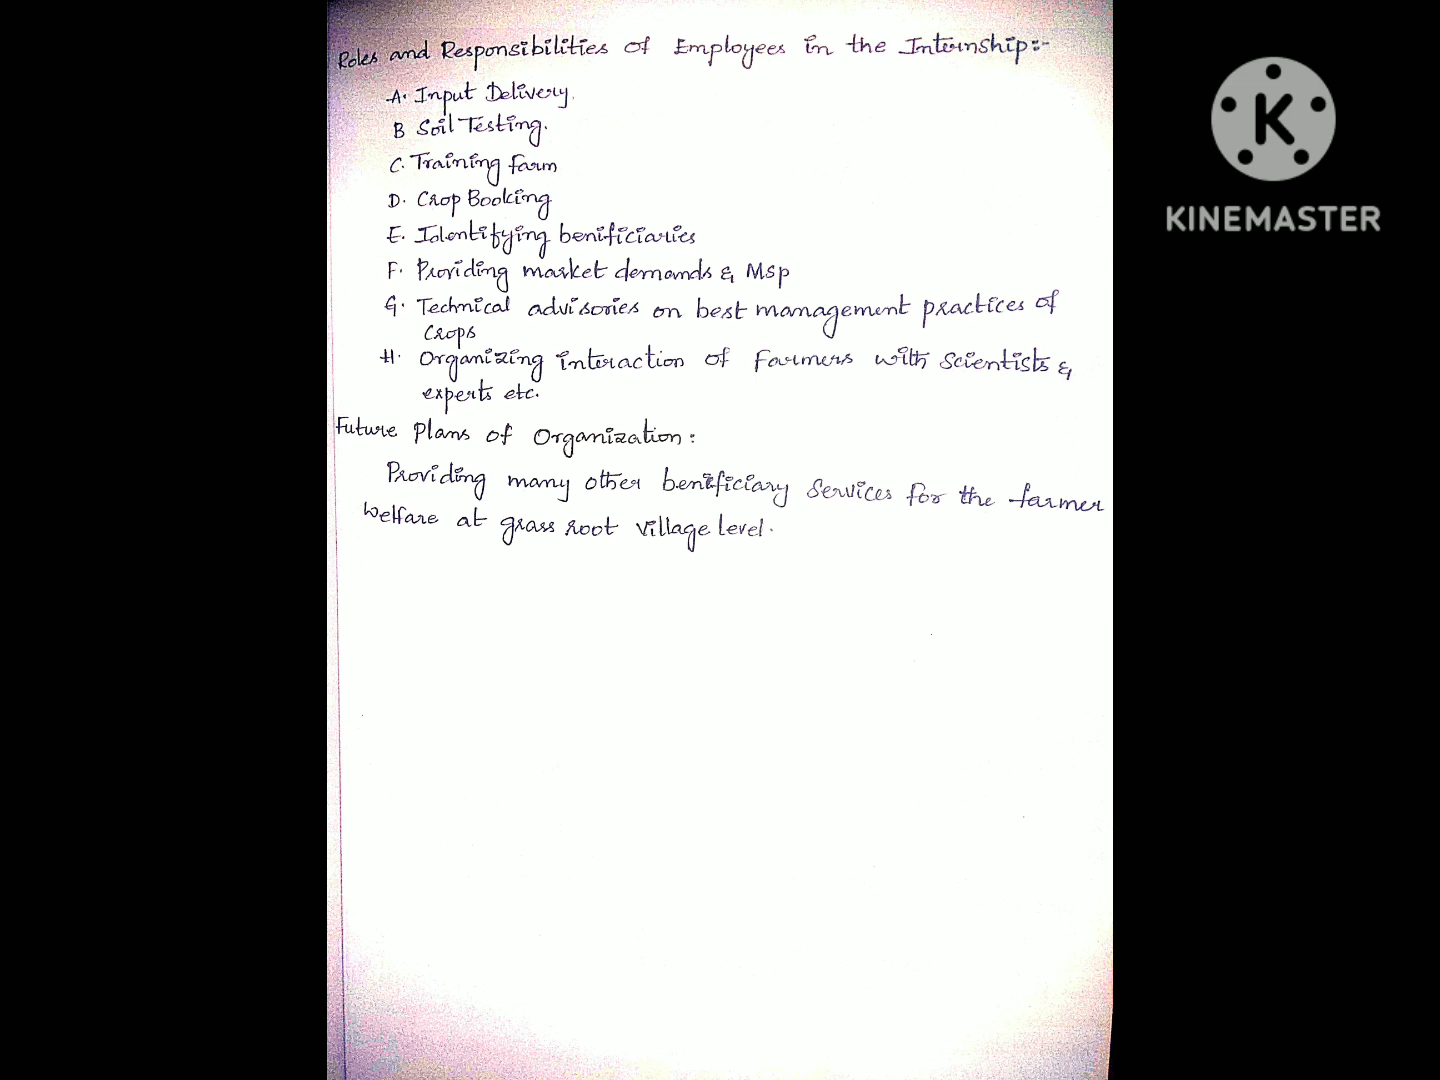 Roles and Responsibilities of Employees in the Internship:-
A. Input Delivery.
B Soil Testing.
C. Training farm
D. Crop Booking
E. Identifying benificiaries
F. Providing market demands & Msp
G. Technical advisories on best management practices of
Crops
H. Organizing interaction of farmers with Scientists &
experts etc.
Future Plans of Organization:
Providing many other beneficiary Services for the farmer
welfare at grass root village level.
KINEMASTER